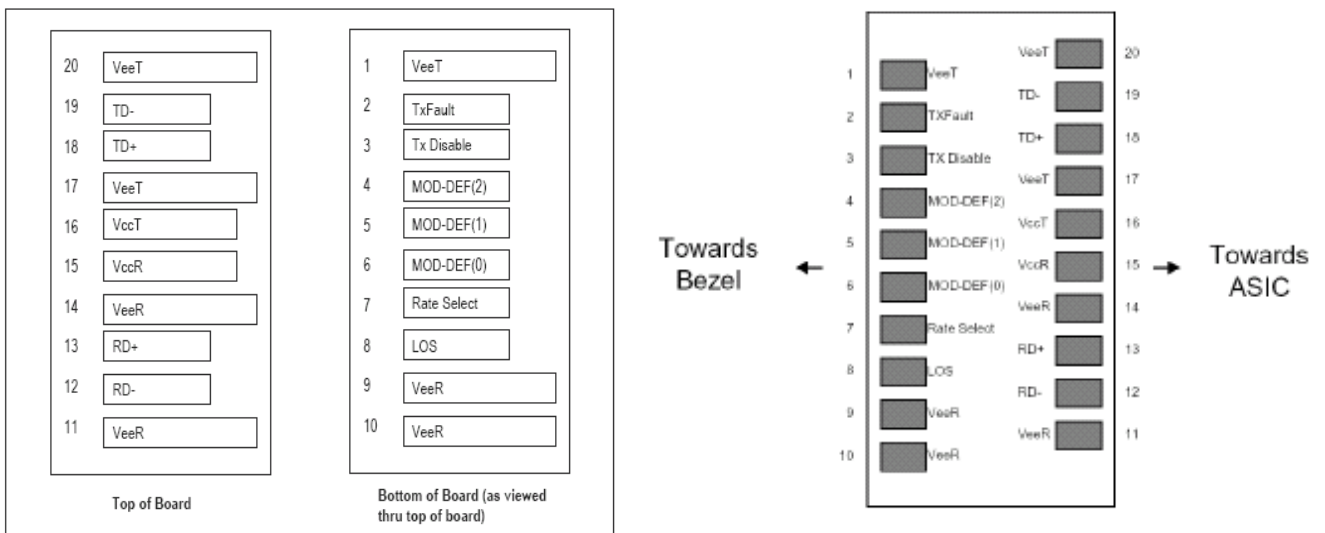 20 VeeT
19 TD-
18 TD+
17 VeeT
16 VccT
15 VccR
14 VeeR
13 RD+
12 RD-
11 VeeR
Top of Board
1 VeeT
2 TxFault
3 Tx Disable
4 MOD-DEF(2)
5 MOD-DEF(1)
6 MOD-DEF(0)
7 Rate Select
8 LOS
9 VeeR
10 VeeR
Bottom of Board (as viewed
thru top of board)
Towards
Bezel
1 VeeT
2 TXFault
3 TX Disable
4 MOD-DEF(2)
5 MOD-DEF(1)
6 MOD-DEF(0)
7 Rate Select
8 LOS
9 VeeR
10 VeeR
VeeT 20
TD- 19
TD+ 18
VeeT 17
VccT 16
VccR 15
VeeR 14
RD+ 13
RD- 12
VeeR 11
Towards
ASIC